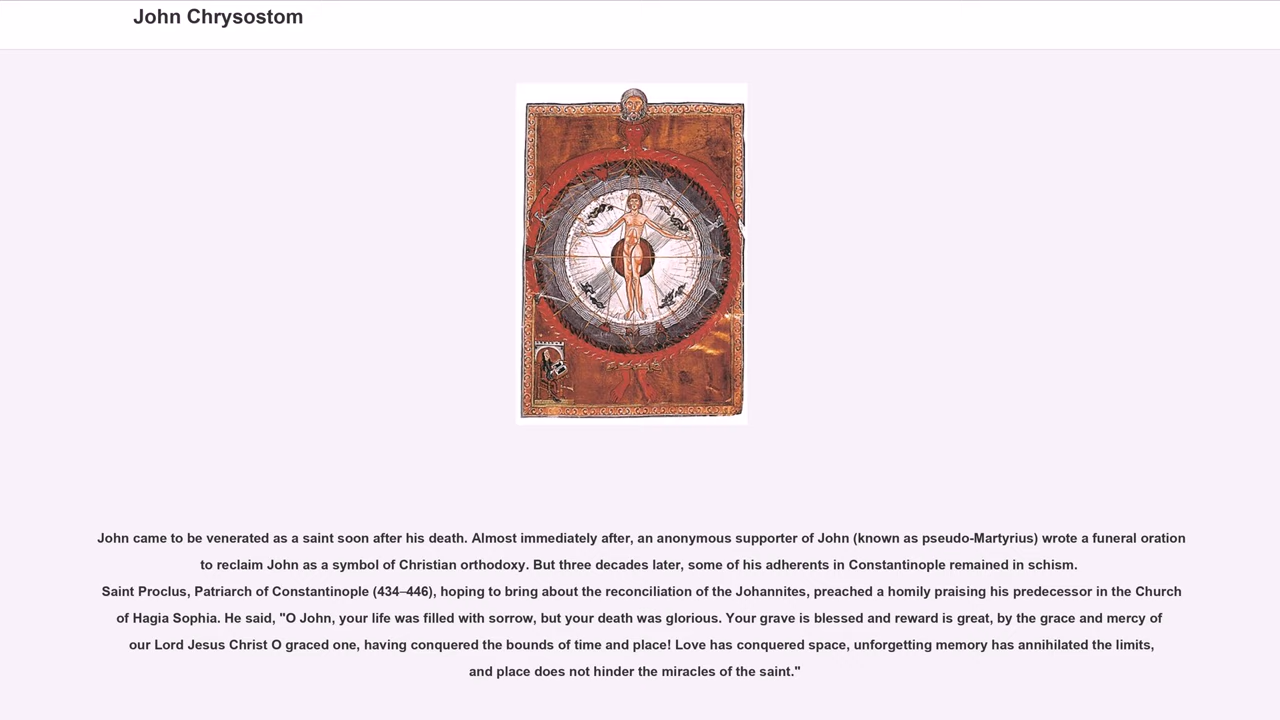 John Chrysostom
John came to be venerated as a saint soon after his death. Almost immediately after, an anonymous supporter of John (known as pseudo-Martyrius) wrote a funeral oration
to reclaim John as a symbol of Christian orthodoxy. But three decades later, some of his adherents in Constantinople remained in schism.
Saint Proclus, Patriarch of Constantinople (434–446), hoping to bring about the reconciliation of the Johannites, preached a homily praising his predecessor in the Church
of Hagia Sophia. He said, "O John, your life was filled with sorrow, but your death was glorious. Your grave is blessed and reward is great, by the grace and mercy of
our Lord Jesus Christ O graced one, having conquered the bounds of time and place! Love has conquered space, unforgetting memory has annihilated the limits,
and place does not hinder the miracles of the saint."